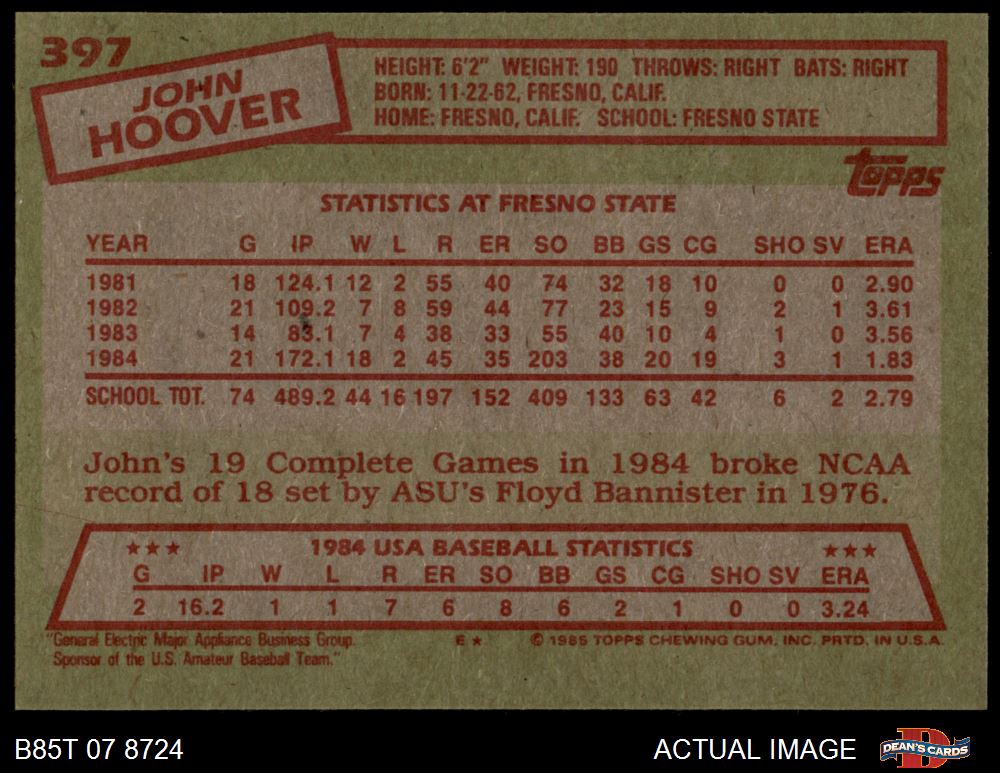 397
JOHN
HOOVER
HEIGHT: 6'2" WEIGHT: 190 THROWS: RIGHT BATS: RIGHT
BORN: 11-22-62, FRESNO, CALIF.
HOME: FRESNO, CALIF. SCHOOL: FRESNO STATE
topps
STATISTICS AT FRESNO STATE
YEAR G IP W L R ER SO BB GS CG SHO SV ERA
1981 18 124.1 12 2 55 40 74 32 18 10 0 0 2.90
1982 21 109.2 7 8 59 44 77 23 15 9 2 1 3.61
1983 14 83.1 7 4 38 33 55 40 10 4 1 0 3.56
1984 21 172.1 18 2 45 35 203 38 20 19 3 1 1.83
SCHOOL TOT. 74 489.2 44 16 197 152 409 133 63 42 6 2 2.79
John's 19 Complete Games in 1984 broke NCAA
record of 18 set by ASU's Floyd Bannister in 1976.
★★★ 1984 USA BASEBALL STATISTICS ★★★
G IP W L R ER SO BB GS CG SHO SV ERA
2 16.2 1 1 7 6 8 6 2 1 0 0 3.24
"General Electric Major Appliance Business Group.
Sponsor of the U.S. Amateur Baseball Team."
E★ © 1985 TOPPS CHEWING GUM, INC. PRTD. IN U.S.A.
B85T 07 8724
ACTUAL IMAGE
DEAN'S CARDS